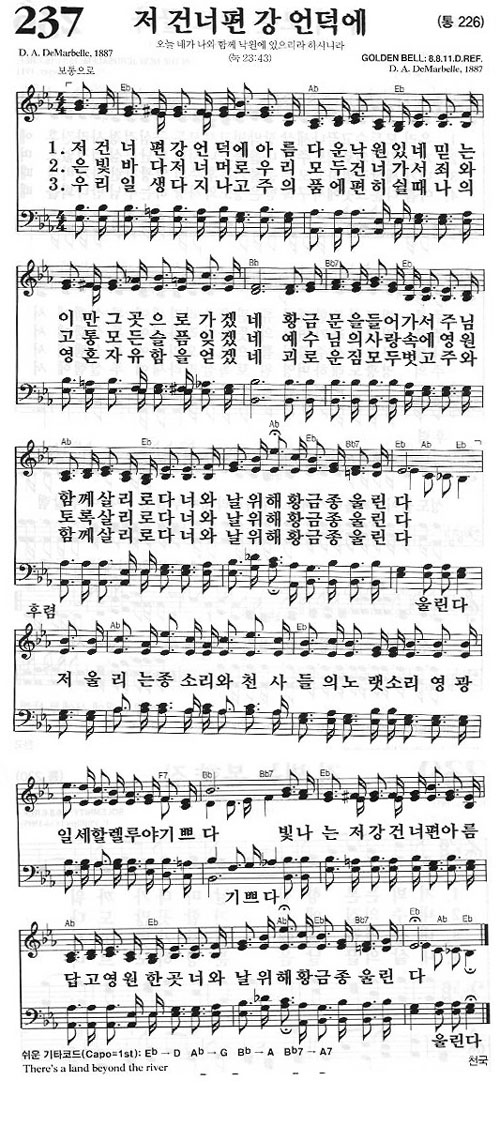 237 저 건너편 강 언덕에 (통 226)
오늘 네가 나와 함께 낙원에 있으리라 하시니라
(눅 23:43)
D. A. DeMarbelle, 1887
GOLDEN BELL: 8.8.11.D.REF.
D. A. DeMarbelle, 1887
보통으로
Eb Ab Eb
1. 저 건 너 편 강 언 덕 에 아 름 다 운 낙 원 있 네 믿 는
2. 은 빛 바 다 저 너 머 로 우 리 모 두 건 너 가 서 죄 와
3. 우 리 일 생 다 지 나 고 주 의 품 에 편 히 쉴 때 나 의
Bb Bb7 Eb
이 만 그 곳 으 로 가 겠 네 황 금 문 을 들 어 가 서 주 님
고 통 모 든 슬 픔 잊 겠 네 예 수 님 의 사 랑 속 에 영 원
영 혼 자 유 함 을 얻 겠 네 괴 로 운 짐 모 두 벗 고 주 와
Ab Eb Ab Eb Bb7 Eb Ab Eb
함께살리로다 너와 날 위해 황금종 울린 다
토록살리로다 너와 날 위해 황금종 울린 다
함께살리로다 너와 날 위해 황금종 울린 다
울린다
후렴
Ab Eb
저 울 리 는 종 소 리 와 천 사 들 의 노 랫 소 리 영 광
F7 Bb Bb7 Eb
일세할렐루야기 쁘 다 빛나 는 저강 건너편아름
기쁘다
Ab Eb Ab Eb Bb7 Eb Ab Eb
답고영원 한곳 너와 날 위해 황금종 울린 다
울린다
쉬운 기타코드(Capo=1st): Eb → D Ab → G Bb → A Bb7 → A7
천국
There's a land beyond the river